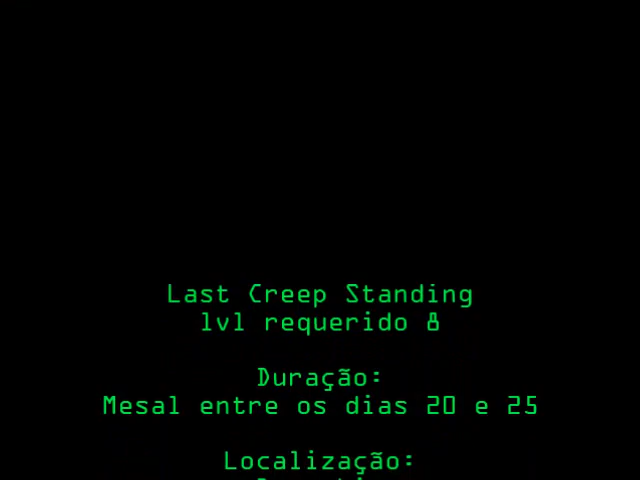 Last Creep Standing
lvl requerido 8
Duração:
Mesal entre os dias 20 e 25
Localização: